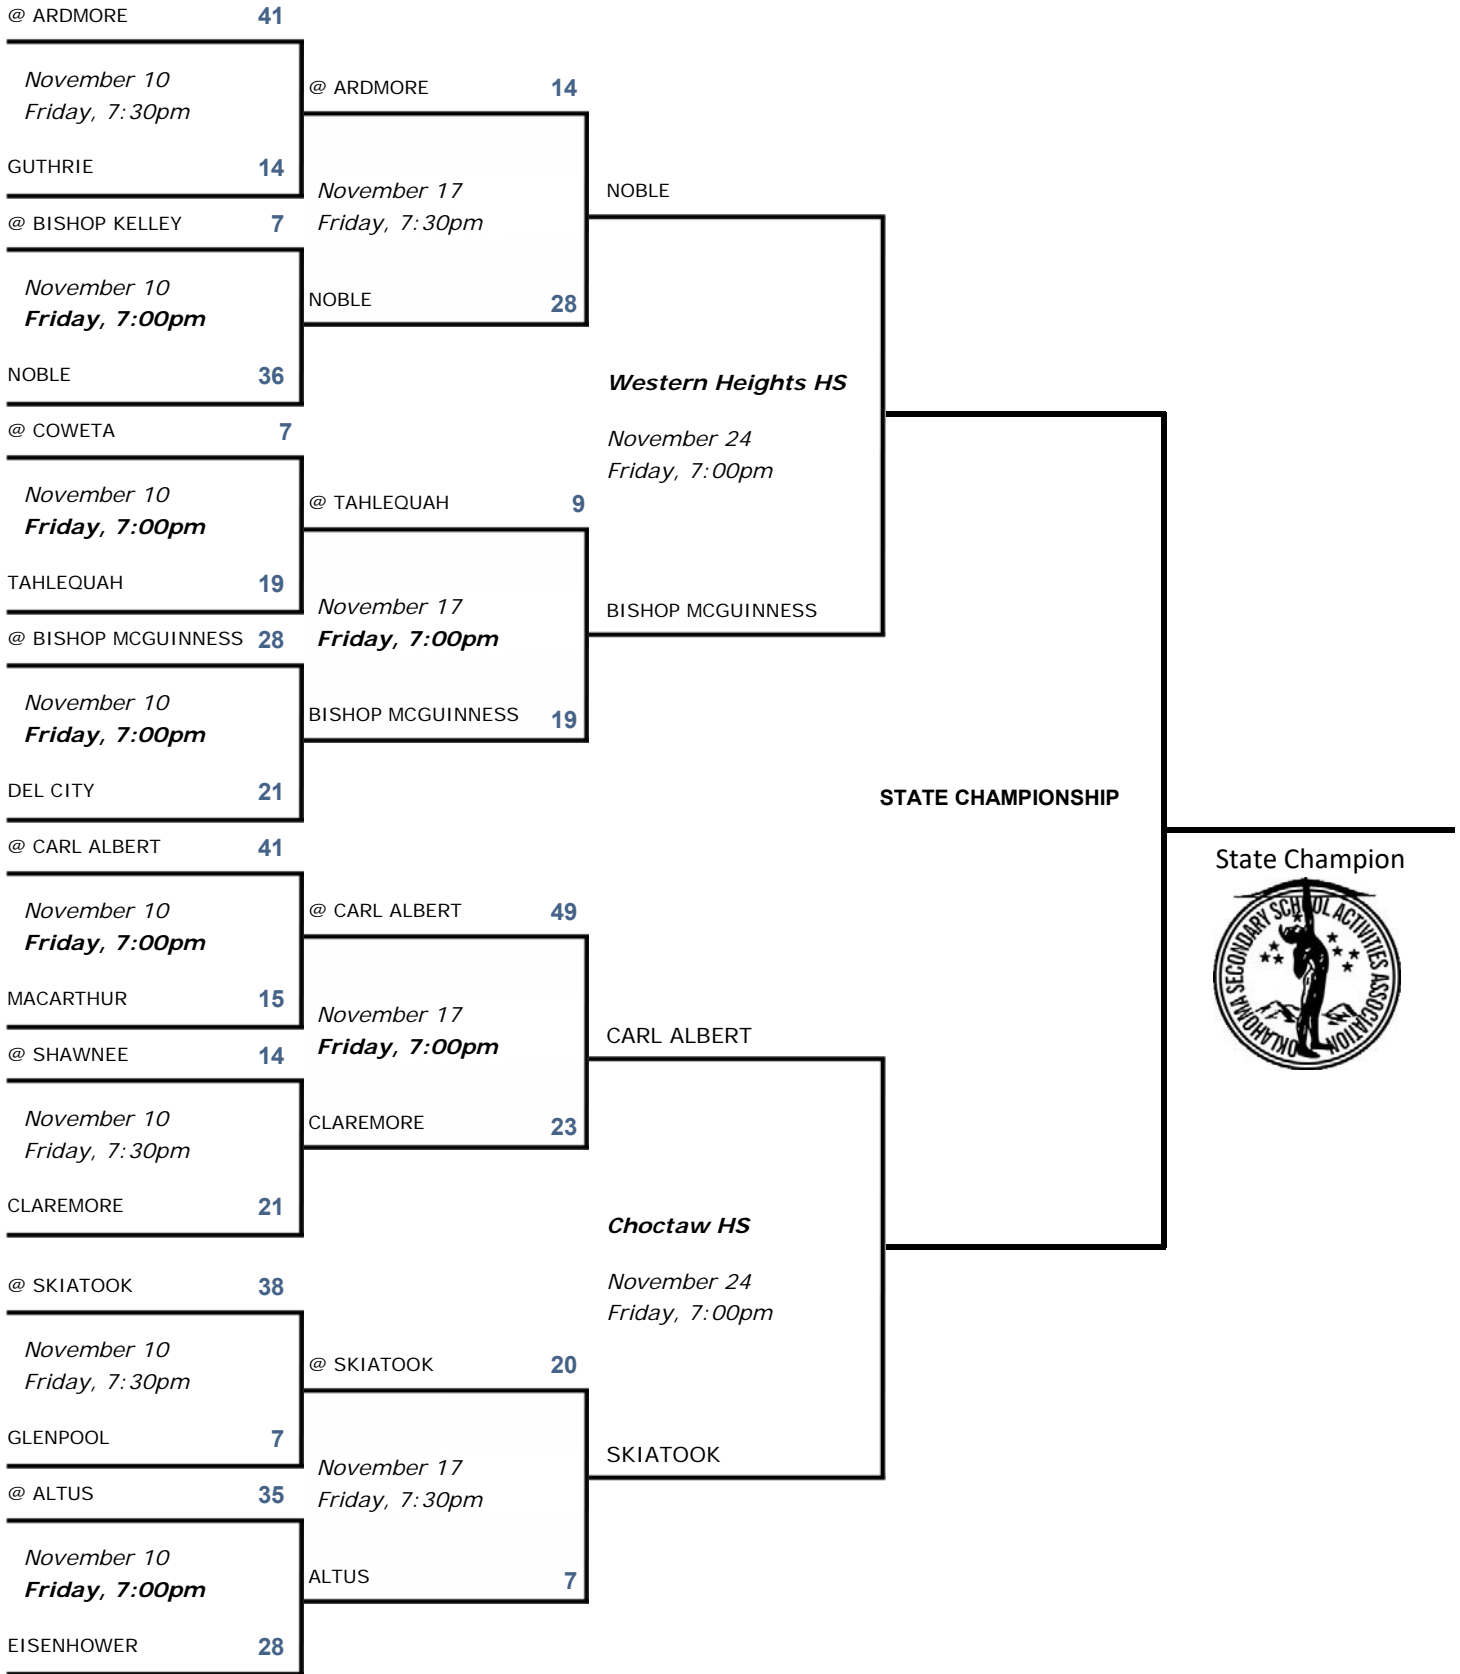 @ ARDMORE 41
November 10
Friday, 7:30pm
GUTHRIE 14
@ BISHOP KELLEY 7
November 10
Friday, 7:00pm
NOBLE 36
@ COWETA 7
November 10
Friday, 7:00pm
TAHLEQUAH 19
@ BISHOP MCGUINNESS 28
November 10
Friday, 7:00pm
DEL CITY 21
@ CARL ALBERT 41
November 10
Friday, 7:00pm
MACARTHUR 15
@ SHAWNEE 14
November 10
Friday, 7:30pm
CLAREMORE 21
@ SKIATOOK 38
November 10
Friday, 7:30pm
GLENPOOL 7
@ ALTUS 35
November 10
Friday, 7:00pm
EISENHOWER 28
@ ARDMORE 14
November 17
Friday, 7:30pm
NOBLE 28
@ TAHLEQUAH 9
November 17
Friday, 7:00pm
BISHOP MCGUINNESS 19
@ CARL ALBERT 49
November 17
Friday, 7:00pm
CLAREMORE 23
@ SKIATOOK 20
November 17
Friday, 7:30pm
ALTUS 7
NOBLE
Western Heights HS
November 24
Friday, 7:00pm
BISHOP MCGUINNESS
CARL ALBERT
Choctaw HS
November 24
Friday, 7:00pm
SKIATOOK
STATE CHAMPIONSHIP
State Champion
OKLAHOMA SECONDARY SCHOOL ACTIVITIES ASSOCIATION